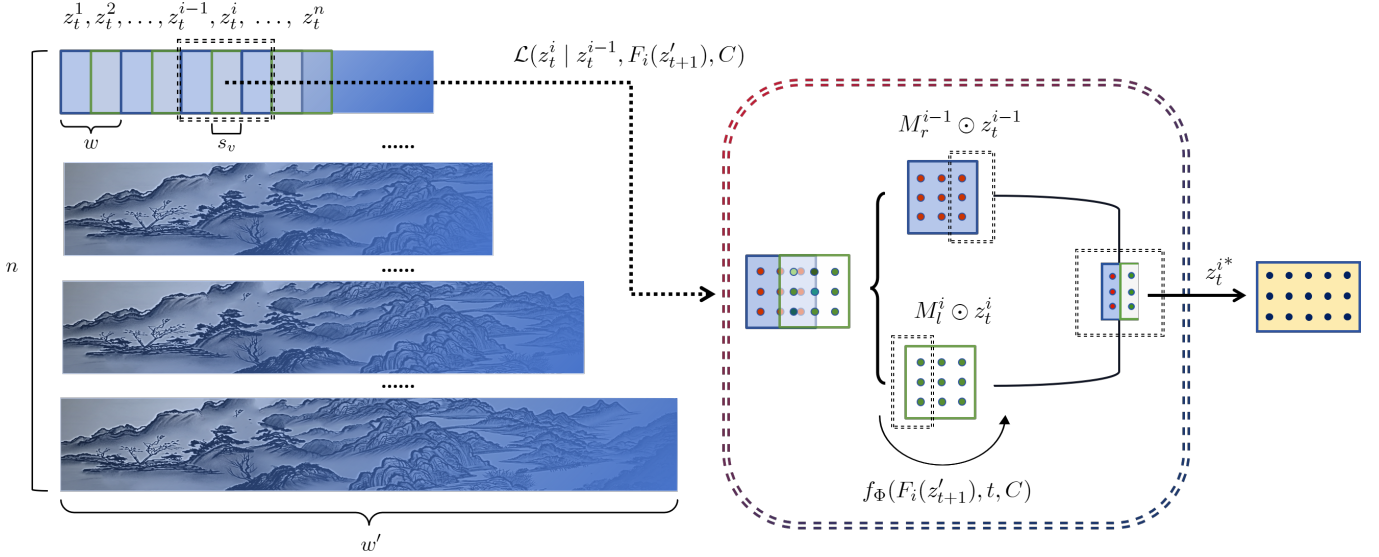 z_t^1, z_t^2, ..., z_t^{i-1}, z_t^i, ..., z_t^n
w
s_v
......
......
......
n
w′
ℒ(z_t^i | z_t^{i-1}, F_i(z′_{t+1}), C)
M_r^{i-1} ⊙ z_t^{i-1}
M_l^i ⊙ z_t^i
f_Φ(F_i(z′_{t+1}), t, C)
z_t^{i*}